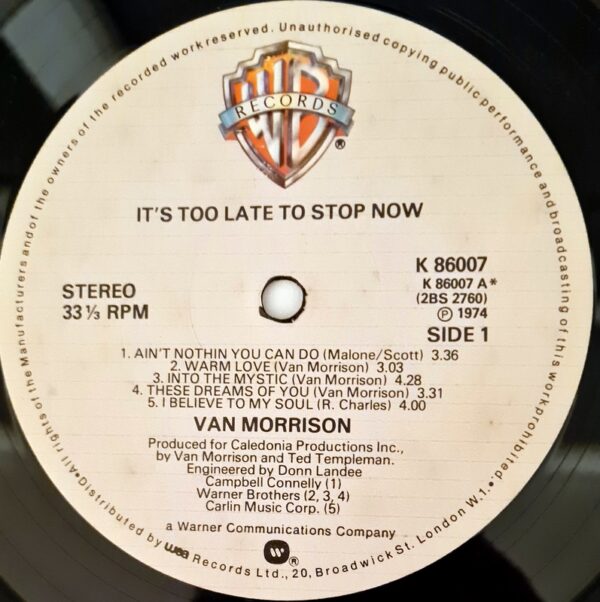 All rights of the Manufacturers and of the owners of the recorded work reserved. Unauthorised copying public performance and broadcasting of this work prohibited.
WB
RECORDS
®
IT'S TOO LATE TO STOP NOW
STEREO
33⅓ RPM
K 86007
K 86007 A*
(2BS 2760)
℗ 1974
SIDE 1
1. AIN'T NOTHIN YOU CAN DO (Malone/Scott) 3.36
2. WARM LOVE (Van Morrison) 3.03
3. INTO THE MYSTIC (Van Morrison) 4.28
4. THESE DREAMS OF YOU (Van Morrison) 3.31
5. I BELIEVE TO MY SOUL (R. Charles) 4.00
VAN MORRISON
Produced for Caledonia Productions Inc.,
by Van Morrison and Ted Templeman.
Engineered by Donn Landee
Campbell Connelly (1)
Warner Brothers (2, 3, 4)
Carlin Music Corp. (5)
a Warner Communications Company
®
•Distributed by wea Records Ltd., 20, Broadwick St. London W.1.•